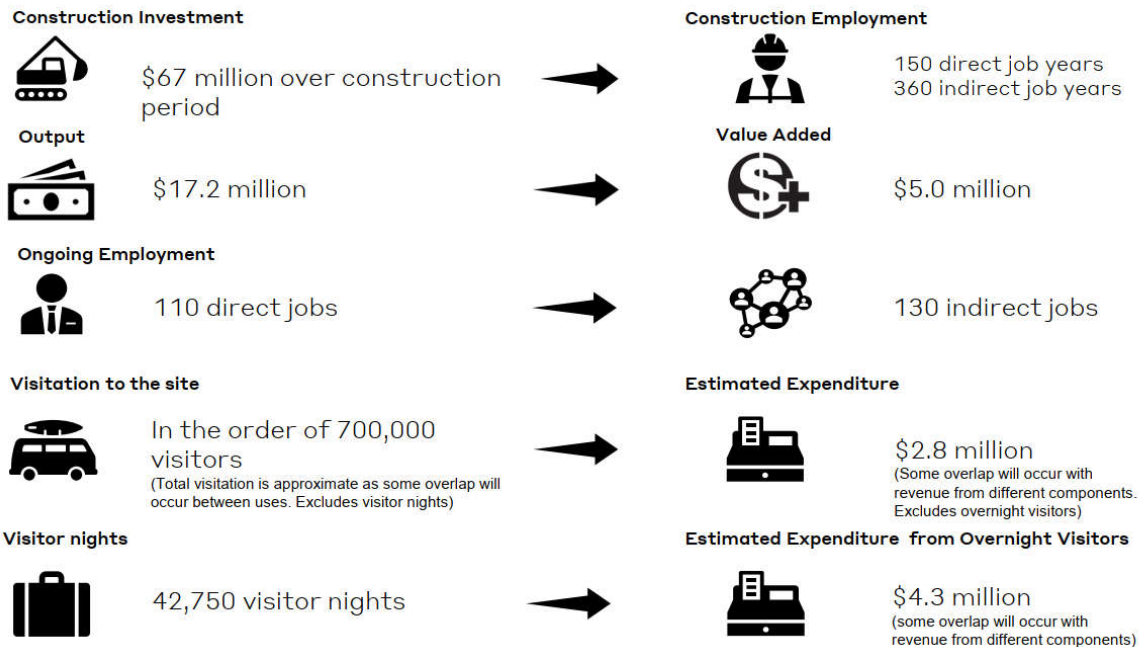 Construction Investment
Construction Employment
$67 million over construction
period
150 direct job years
360 indirect job years
Output
Value Added
$17.2 million
$5.0 million
Ongoing Employment
110 direct jobs
130 indirect jobs
Visitation to the site
Estimated Expenditure
In the order of 700,000
visitors
(Total visitation is approximate as some overlap will
occur between uses. Excludes visitor nights)
$2.8 million
(Some overlap will occur with
revenue from different components.
Excludes overnight visitors)
Visitor nights
Estimated Expenditure from Overnight Visitors
42,750 visitor nights
$4.3 million
(some overlap will occur with
revenue from different components)